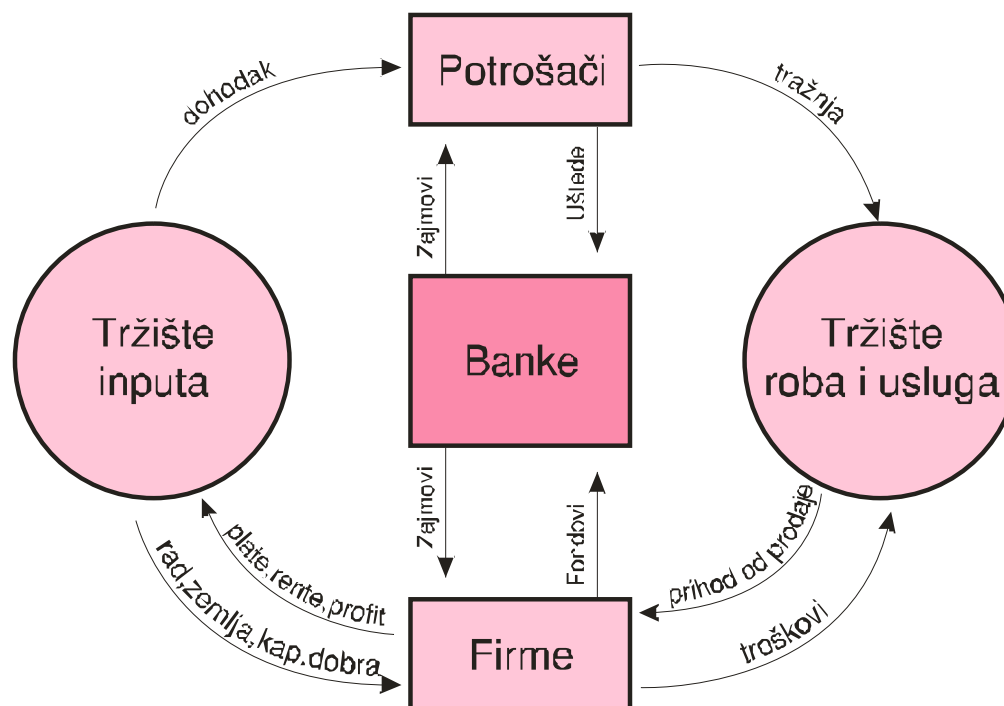 Potrošači
dohodak
tražnja
Zajmovi
Ušlede
Tržište
inputa
Banke
Tržište
roba i usluga
Zajmovi
Fondovi
plate,rente,profit
rad,zemlja,kap.dobra
prihod od prodaje
troškovi
Firme